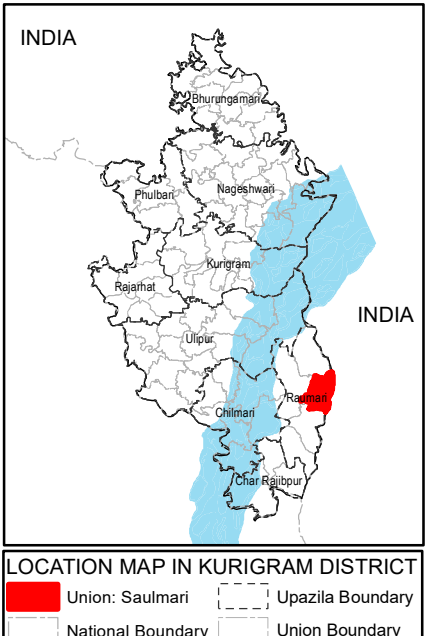 INDIA
Bhurungamari
Phulbari
Nageshwari
Kurigram
Rajarhat
INDIA
Ulipur
Raumari
Chilmari
Char Rajibpur
LOCATION MAP IN KURIGRAM DISTRICT
Union: Saulmari
Upazila Boundary
National Boundary
Union Boundary